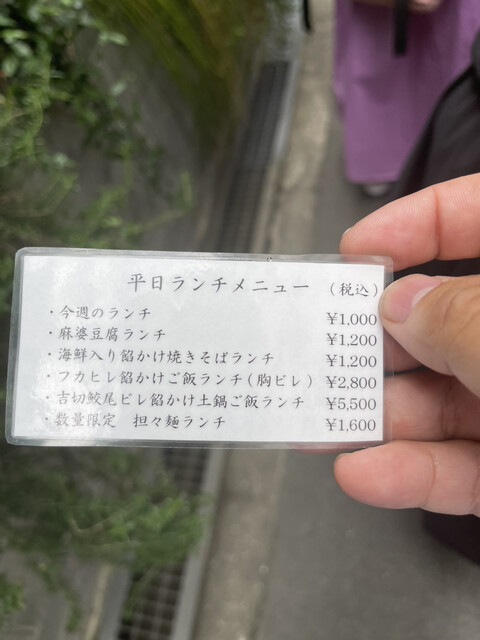 平日ランチメニュー (税込)
・今週のランチ ¥1,000
・麻婆豆腐ランチ ¥1,200
・海鮮入り餡かけ焼きそばランチ ¥1,200
・フカヒレ餡かけご飯ランチ(胸ビレ) ¥2,800
・吉切鮫尾ビレ餡かけ土鍋ご飯ランチ ¥5,500
・数量限定 担々麺ランチ ¥1,600